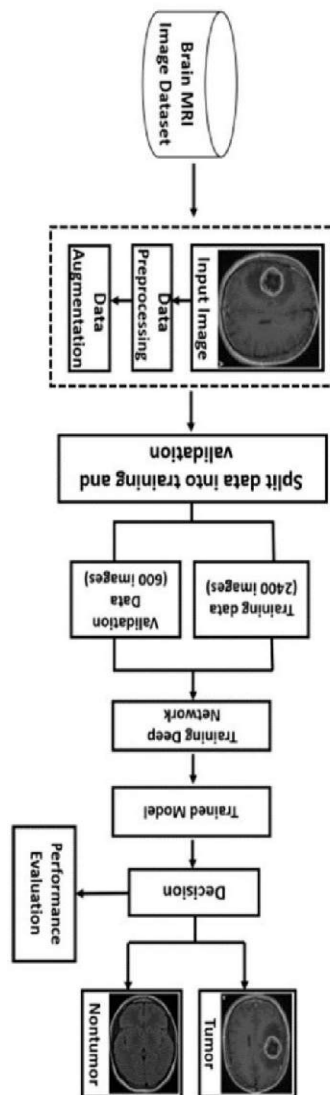 Brain MRI
Image Dataset
Input Image
Data
Preprocessing
Data
Augmentation
Split data into training and
validation
Training data
(2400 images)
Validation
Data
(600 images)
Training Deep
Network
Trained Model
Decision
Performance
Evaluation
Tumor
Nontumor